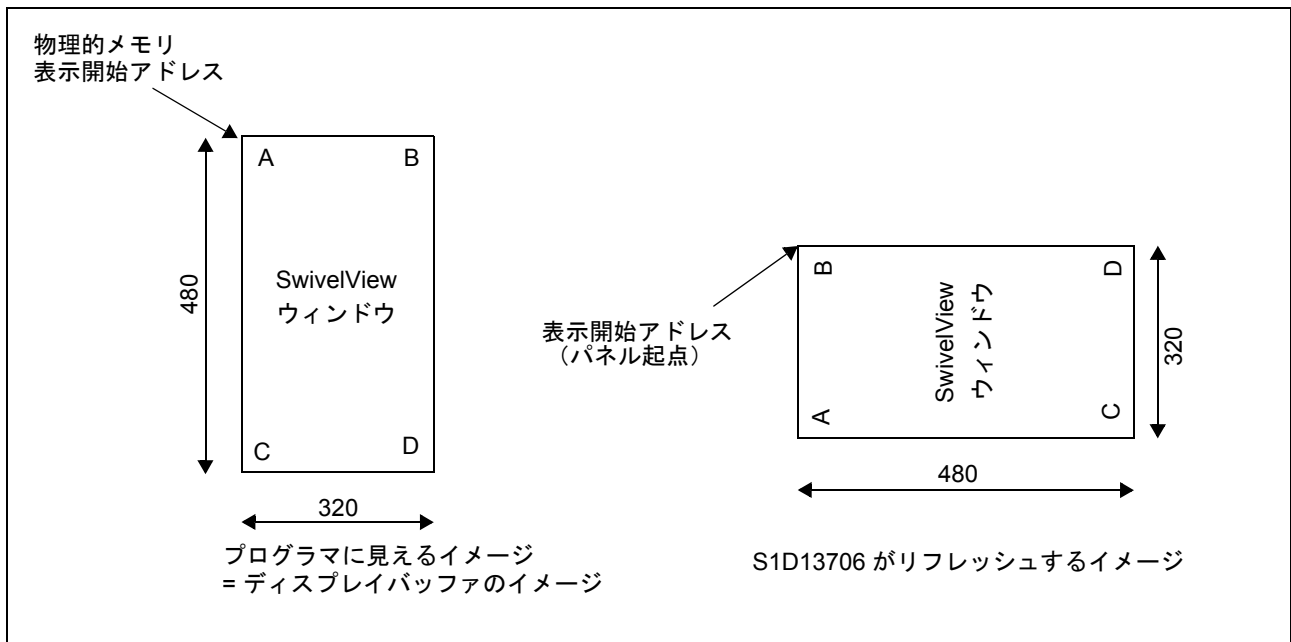 物理的メモリ
表示開始アドレス
A
B
480
SwivelView
ウィンドウ
C
D
320
プログラマに見えるイメージ
= ディスプレイバッファのイメージ
表示開始アドレス
（パネル起点）
B
D
SwivelView
ウィンドウ
A
C
320
480
S1D13706 がリフレッシュするイメージ